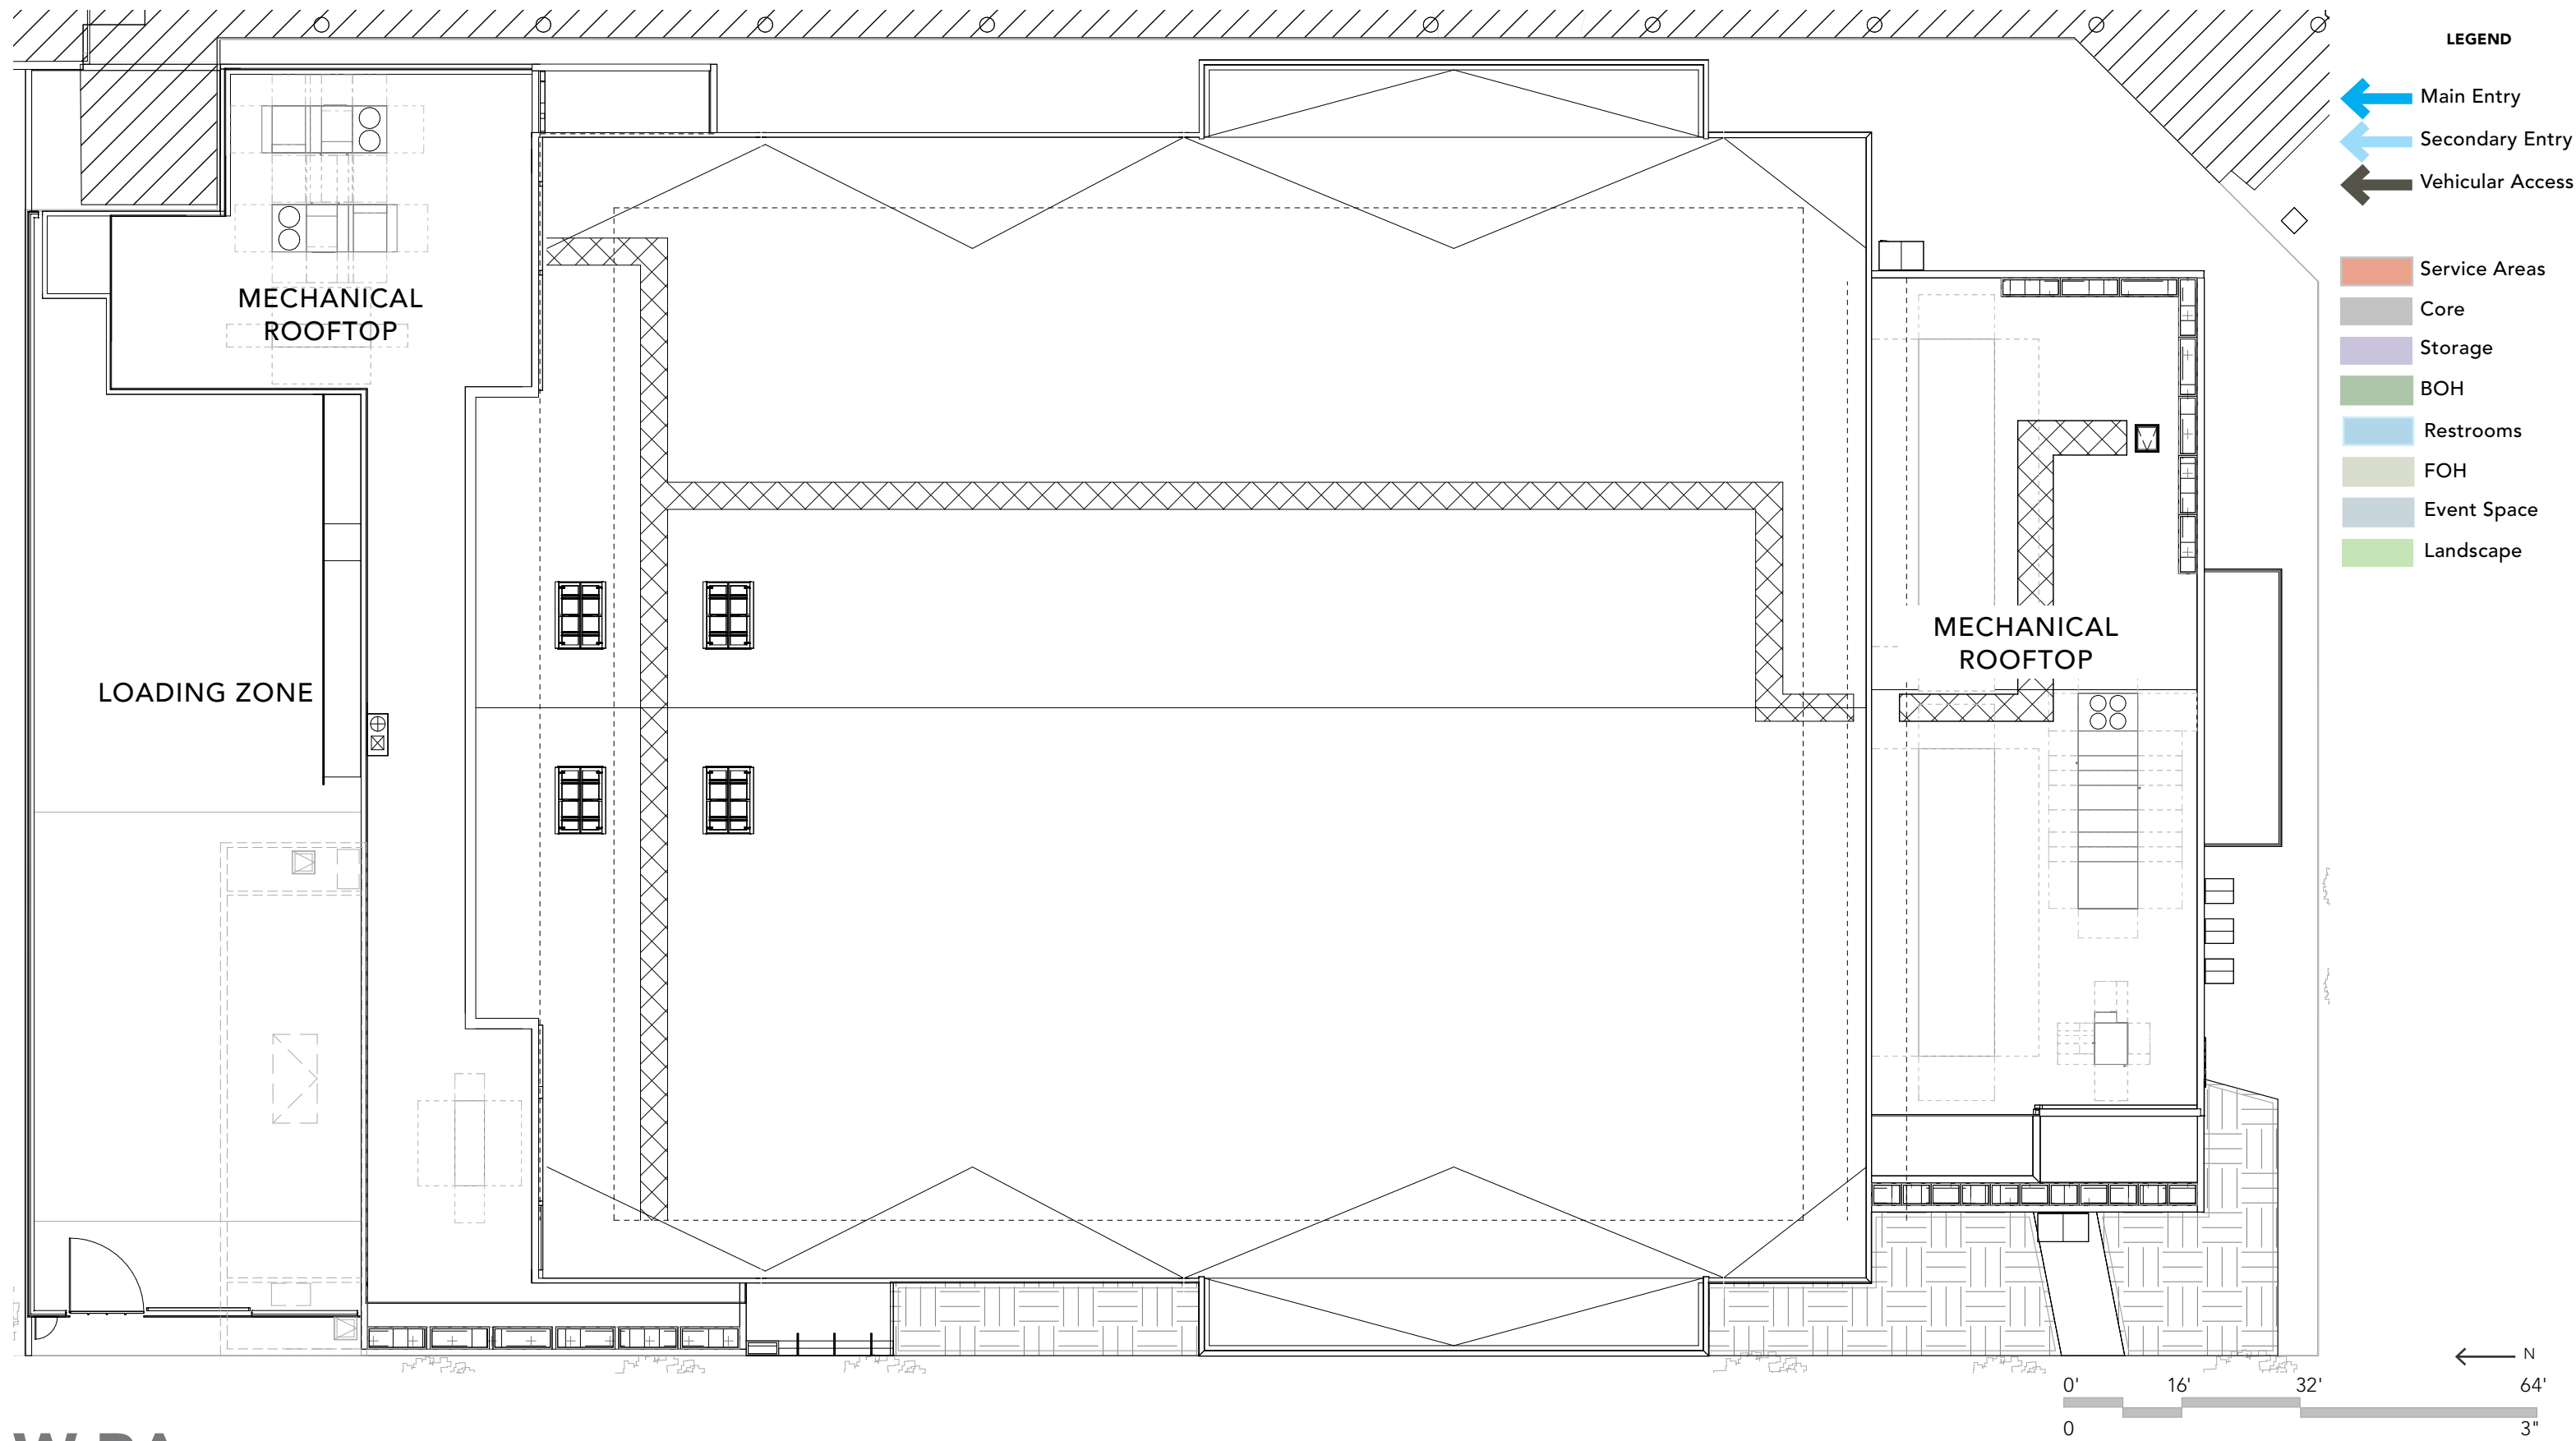 LEGEND
Main Entry
Secondary Entry
Vehicular Access
Service Areas
Core
Storage
BOH
Restrooms
FOH
Event Space
Landscape
MECHANICAL
ROOFTOP
MECHANICAL
ROOFTOP
LOADING ZONE
N
0' 16' 32' 64'
0 3"